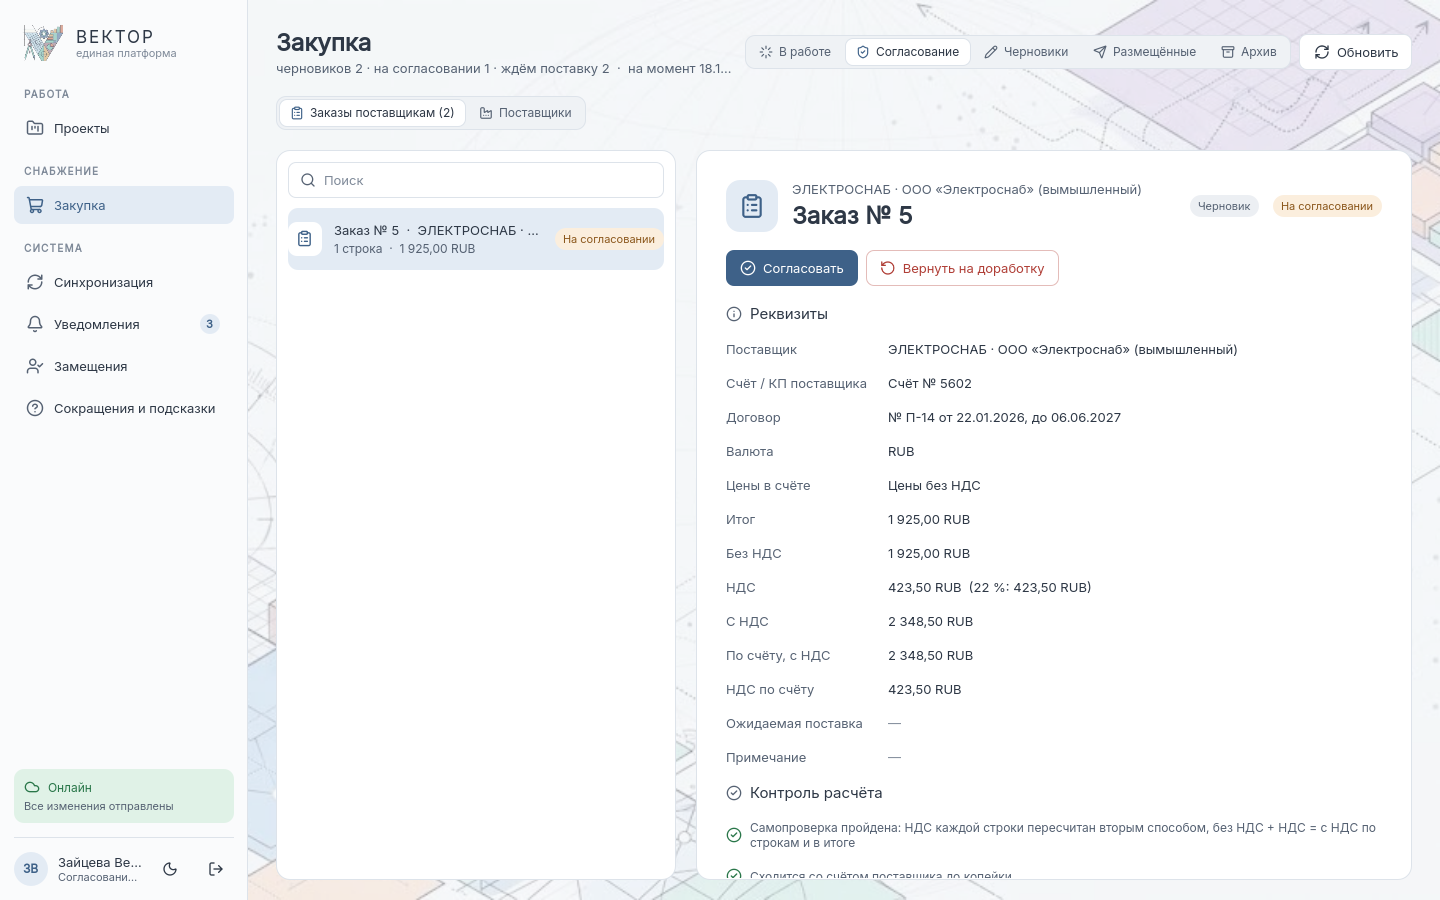 ВЕКТОР
единая платформа
РАБОТА
Проекты
СНАБЖЕНИЕ
Закупка
СИСТЕМА
Синхронизация
Уведомления 3
Замещения
Сокращения и подсказки
Онлайн
Все изменения отправлены
ЗВ
Зайцева Ве...
Согласовани...
Закупка
черновиков 2 · на согласовании 1 · ждём поставку 2 · на момент 18.1...
В работе
Согласование
Черновики
Размещённые
Архив
Обновить
Заказы поставщикам (2)
Поставщики
Поиск
Заказ № 5 · ЭЛЕКТРОСНАБ · ...
1 строка · 1 925,00 RUB
На согласовании
ЭЛЕКТРОСНАБ · ООО «Электроснаб» (вымышленный)
Заказ № 5
Черновик
На согласовании
Согласовать
Вернуть на доработку
Реквизиты
Поставщик ЭЛЕКТРОСНАБ · ООО «Электроснаб» (вымышленный)
Счёт / КП поставщика Счёт № 5602
Договор № П-14 от 22.01.2026, до 06.06.2027
Валюта RUB
Цены в счёте Цены без НДС
Итог 1 925,00 RUB
Без НДС 1 925,00 RUB
НДС 423,50 RUB (22 %: 423,50 RUB)
С НДС 2 348,50 RUB
По счёту, с НДС 2 348,50 RUB
НДС по счёту 423,50 RUB
Ожидаемая поставка —
Примечание —
Контроль расчёта
Самопроверка пройдена: НДС каждой строки пересчитан вторым способом, без НДС + НДС = с НДС по
строкам и в итоге
Сходится со счётом поставщика до копейки